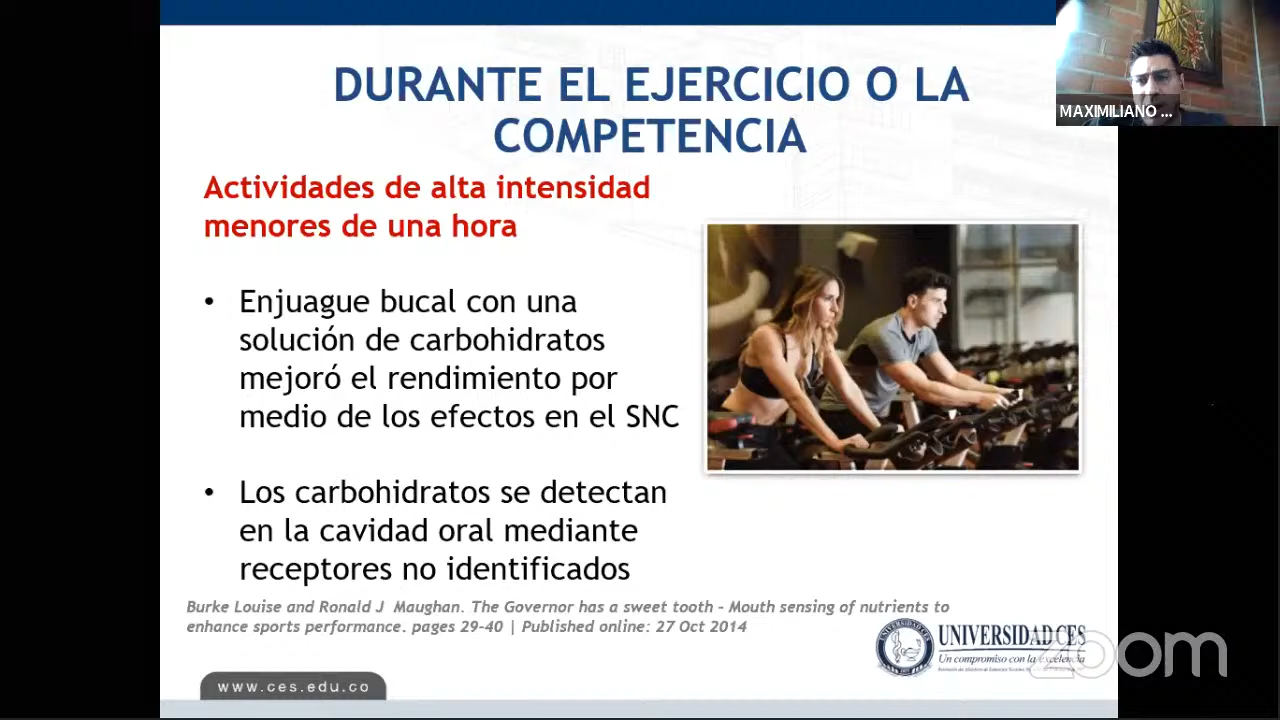 DURANTE EL EJERCICIO O LA
COMPETENCIA
MAXIMILIANO ...
Actividades de alta intensidad
menores de una hora
• Enjuague bucal con una
solución de carbohidratos
mejoró el rendimiento por
medio de los efectos en el SNC
• Los carbohidratos se detectan
en la cavidad oral mediante
receptores no identificados
Burke Louise and Ronald J Maughan. The Governor has a sweet tooth – Mouth sensing of nutrients to
enhance sports performance. pages 29-40 | Published online: 27 Oct 2014
UNIVERSIDAD CES
Un compromiso con la excelencia
zoom
www.ces.edu.co